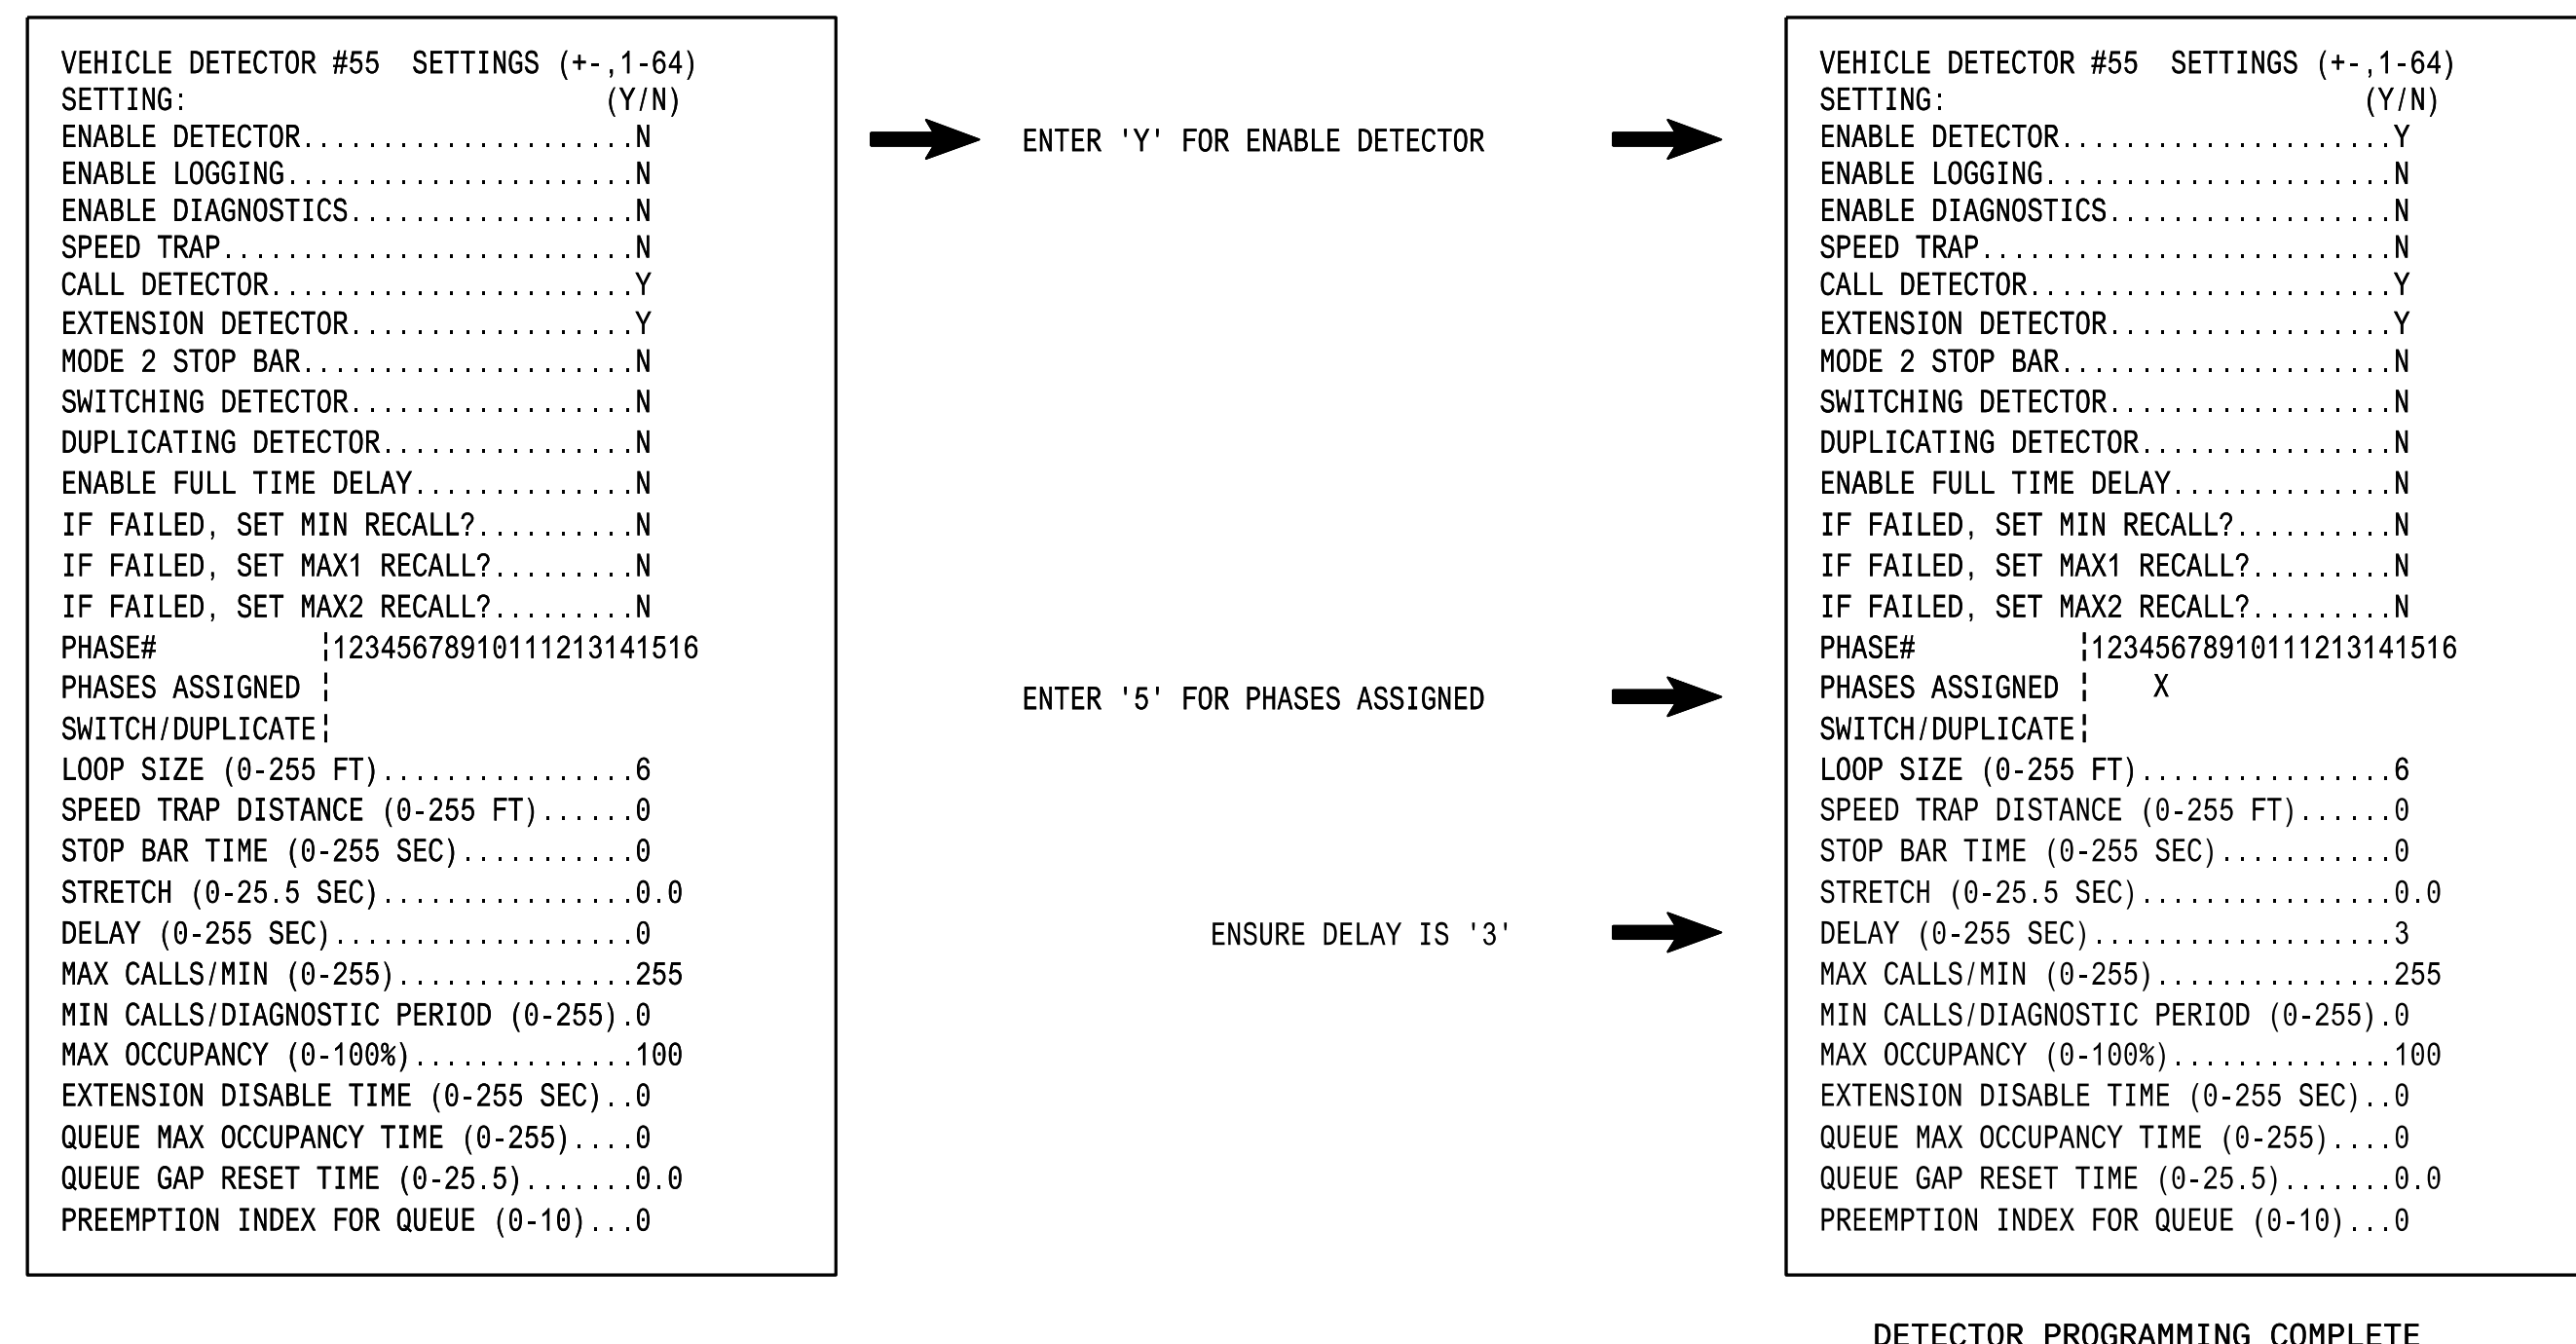 VEHICLE DETECTOR #55  SETTINGS (+-,1-64)
SETTING:                          (Y/N)
ENABLE DETECTOR.....................N
ENABLE LOGGING......................N
ENABLE DIAGNOSTICS..................N
SPEED TRAP..........................N
CALL DETECTOR.......................Y
EXTENSION DETECTOR..................Y
MODE 2 STOP BAR.....................N
SWITCHING DETECTOR..................N
DUPLICATING DETECTOR................N
ENABLE FULL TIME DELAY..............N
IF FAILED, SET MIN RECALL?..........N
IF FAILED, SET MAX1 RECALL?.........N
IF FAILED, SET MAX2 RECALL?.........N
PHASE#          ¦12345678910111213141516
PHASES ASSIGNED ¦
SWITCH/DUPLICATE¦
LOOP SIZE (0-255 FT)................6
SPEED TRAP DISTANCE (0-255 FT)......0
STOP BAR TIME (0-255 SEC)...........0
STRETCH (0-25.5 SEC)................0.0
DELAY (0-255 SEC)...................0
MAX CALLS/MIN (0-255)...............255
MIN CALLS/DIAGNOSTIC PERIOD (0-255).0
MAX OCCUPANCY (0-100%)..............100
EXTENSION DISABLE TIME (0-255 SEC)..0
QUEUE MAX OCCUPANCY TIME (0-255)....0
QUEUE GAP RESET TIME (0-25.5).......0.0
PREEMPTION INDEX FOR QUEUE (0-10)...0
ENTER 'Y' FOR ENABLE DETECTOR
ENTER '5' FOR PHASES ASSIGNED
ENSURE DELAY IS '3'
VEHICLE DETECTOR #55  SETTINGS (+-,1-64)
SETTING:                          (Y/N)
ENABLE DETECTOR.....................Y
ENABLE LOGGING......................N
ENABLE DIAGNOSTICS..................N
SPEED TRAP..........................N
CALL DETECTOR.......................Y
EXTENSION DETECTOR..................Y
MODE 2 STOP BAR.....................N
SWITCHING DETECTOR..................N
DUPLICATING DETECTOR................N
ENABLE FULL TIME DELAY..............N
IF FAILED, SET MIN RECALL?..........N
IF FAILED, SET MAX1 RECALL?.........N
IF FAILED, SET MAX2 RECALL?.........N
PHASE#          ¦12345678910111213141516
PHASES ASSIGNED ¦    X
SWITCH/DUPLICATE¦
LOOP SIZE (0-255 FT)................6
SPEED TRAP DISTANCE (0-255 FT)......0
STOP BAR TIME (0-255 SEC)...........0
STRETCH (0-25.5 SEC)................0.0
DELAY (0-255 SEC)...................3
MAX CALLS/MIN (0-255)...............255
MIN CALLS/DIAGNOSTIC PERIOD (0-255).0
MAX OCCUPANCY (0-100%)..............100
EXTENSION DISABLE TIME (0-255 SEC)..0
QUEUE MAX OCCUPANCY TIME (0-255)....0
QUEUE GAP RESET TIME (0-25.5).......0.0
PREEMPTION INDEX FOR QUEUE (0-10)...0
DETECTOR PROGRAMMING COMPLETE